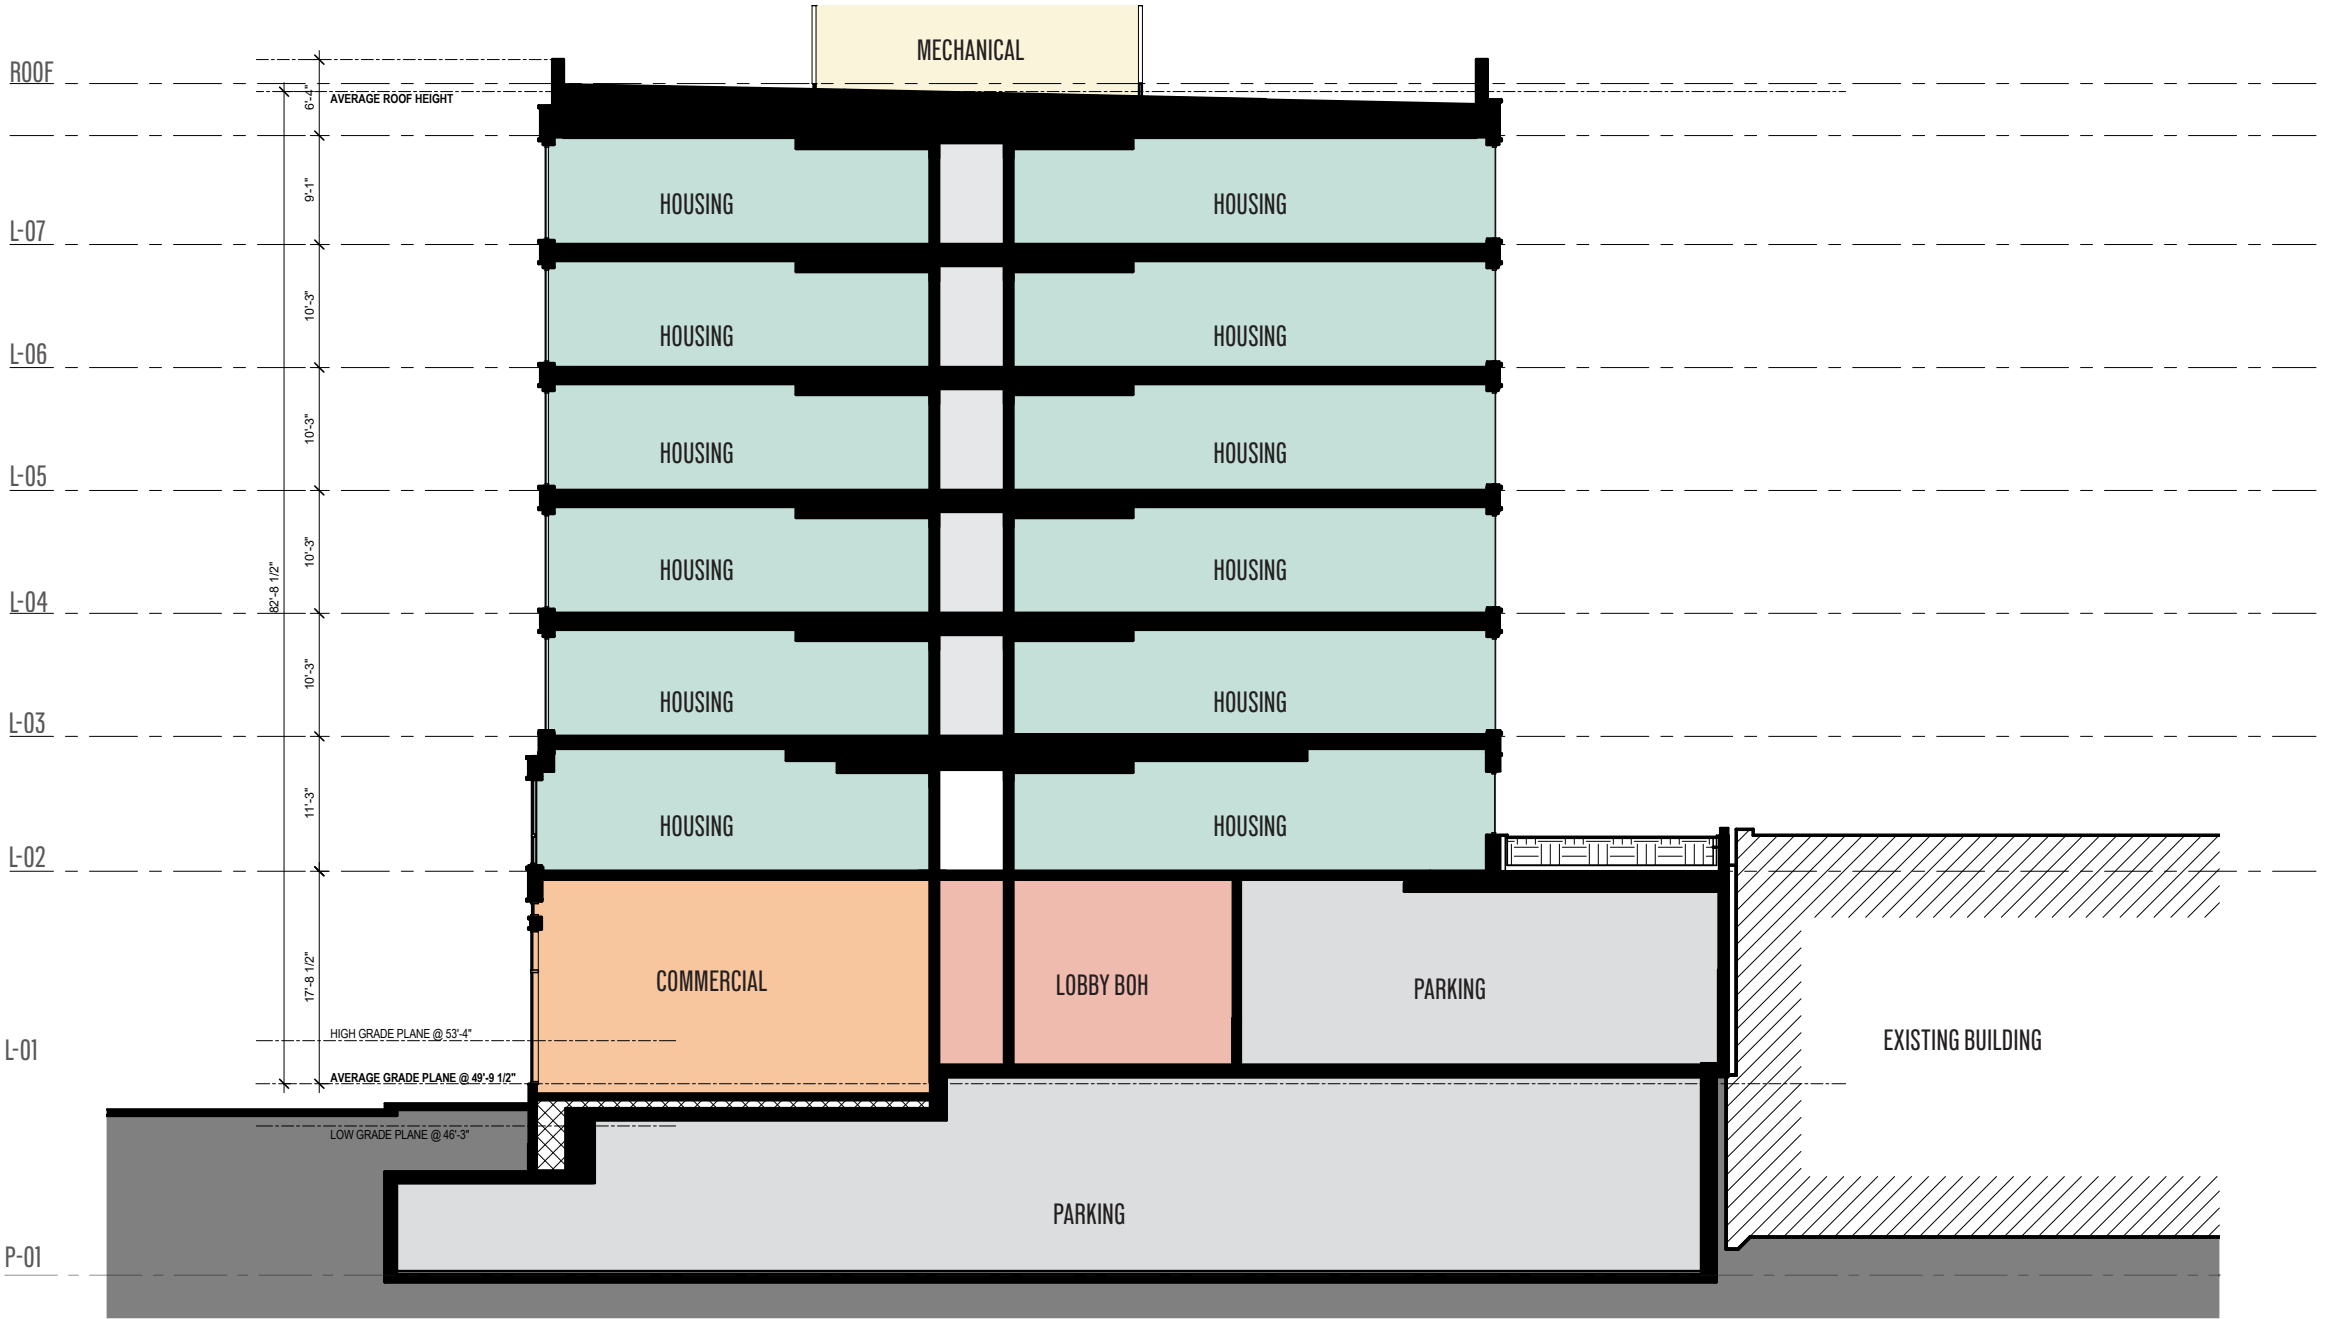 MECHANICAL
ROOF
6'-4"
AVERAGE ROOF HEIGHT
9'-1"
HOUSING
HOUSING
L-07
10'-3"
HOUSING
HOUSING
L-06
10'-3"
HOUSING
HOUSING
L-05
10'-3"
HOUSING
HOUSING
82'-8 1/2"
L-04
10'-3"
HOUSING
HOUSING
L-03
11'-3"
HOUSING
HOUSING
L-02
17'-8 1/2"
COMMERCIAL
LOBBY BOH
PARKING
HIGH GRADE PLANE @ 53'-4"
EXISTING BUILDING
L-01
AVERAGE GRADE PLANE @ 49'-9 1/2"
LOW GRADE PLANE @ 46'-3"
PARKING
P-01